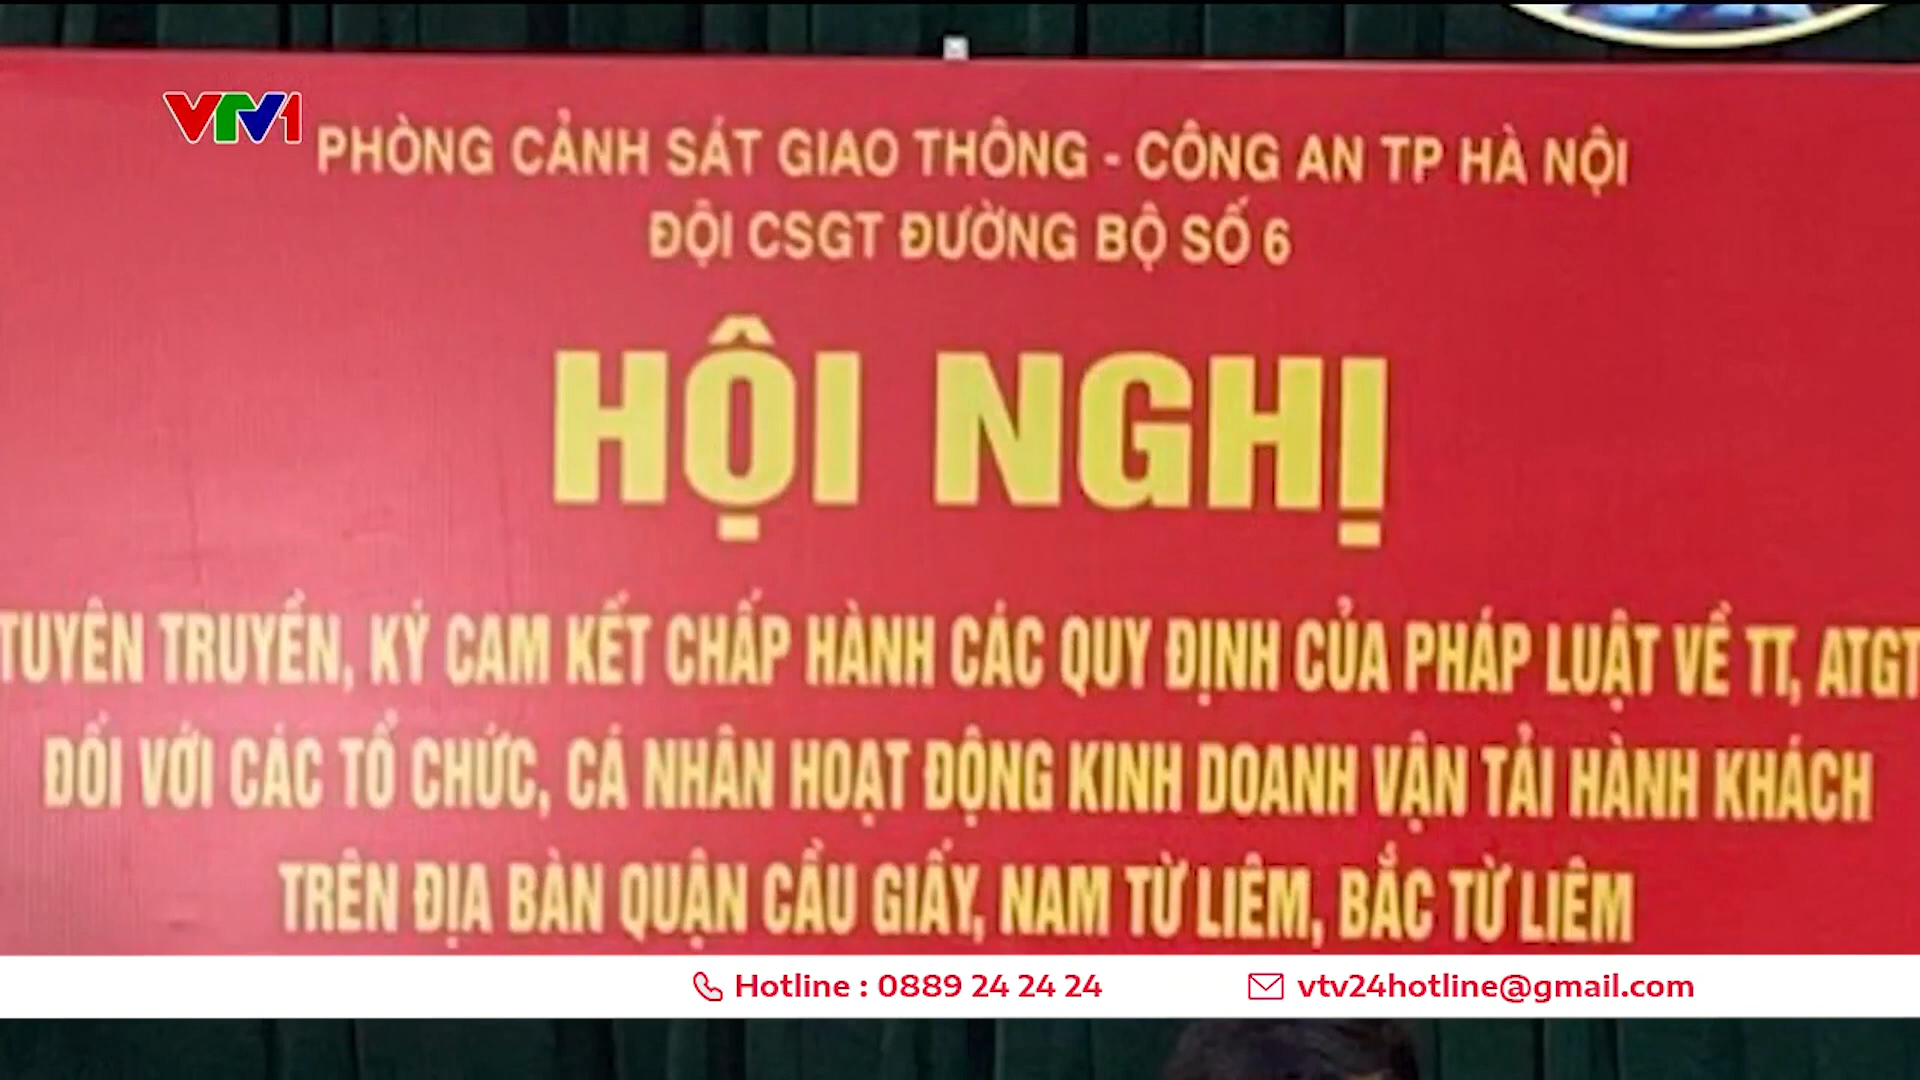 VTV1
PHÒNG CẢNH SÁT GIAO THÔNG - CÔNG AN TP HÀ NỘI
ĐỘI CSGT ĐƯỜNG BỘ SỐ 6
HỘI NGHỊ
TUYÊN TRUYỀN, KÝ CAM KẾT CHẤP HÀNH CÁC QUY ĐỊNH CỦA PHÁP LUẬT VỀ TT, ATGT
ĐỐI VỚI CÁC TỔ CHỨC, CÁ NHÂN HOẠT ĐỘNG KINH DOANH VẬN TẢI HÀNH KHÁCH
TRÊN ĐỊA BÀN QUẬN CẦU GIẤY, NAM TỪ LIÊM, BẮC TỪ LIÊM
Hotline : 0889 24 24 24 vtv24hotline@gmail.com